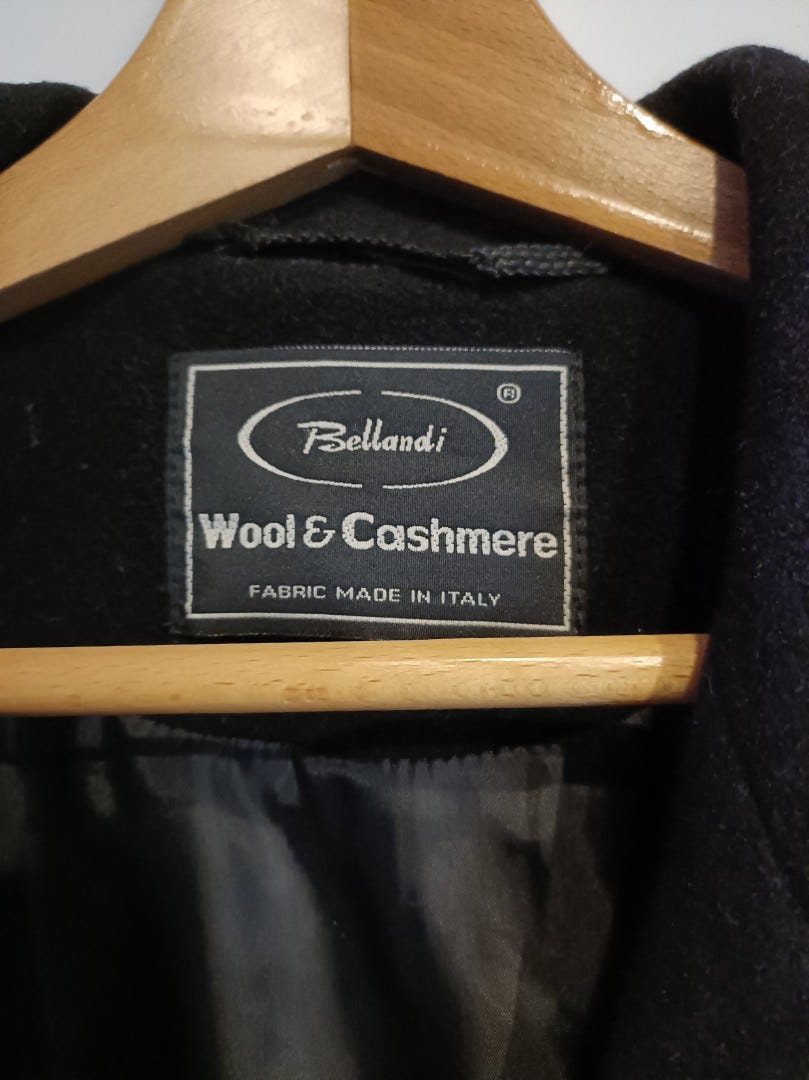 Bellandi ®
Wool & Cashmere
FABRIC MADE IN ITALY